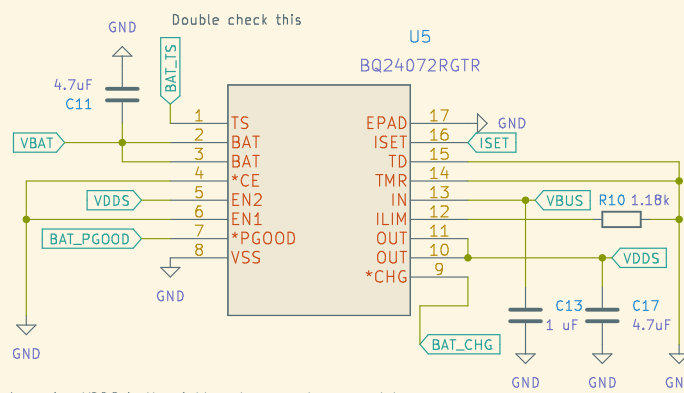 Double check this
GND
U5
BQ24072RGTR
BAT_TS
4.7uF
C11
1
TS
EPAD
17
GND
VBAT
2
BAT
ISET
16
ISET
3
BAT
TD
15
4
*CE
TMR
14
VDDS
5
EN2
IN
13
VBUS
R10 1.18k
6
EN1
ILIM
12
BAT_PGOOD
7
*PGOOD
OUT
11
8
VSS
OUT
10
VDDS
*CHG
9
GND
C13
1 uF
C17
4.7uF
BAT_CHG
GND
GND
GND
GN